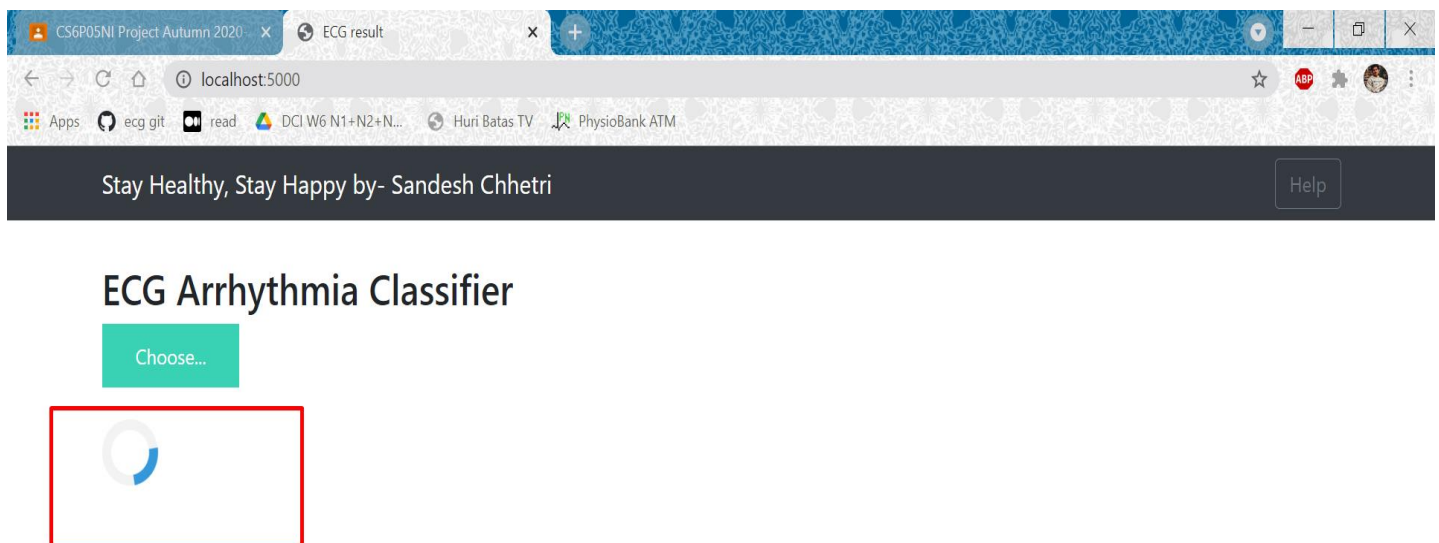 CS6P05NI Project Autumn 2020- ECG result
localhost:5000
ABP
Apps ecg git read DCI W6 N1+N2+N... Huri Batas TV PhysioBank ATM
Stay Healthy, Stay Happy by- Sandesh Chhetri Help
ECG Arrhythmia Classifier
Choose...